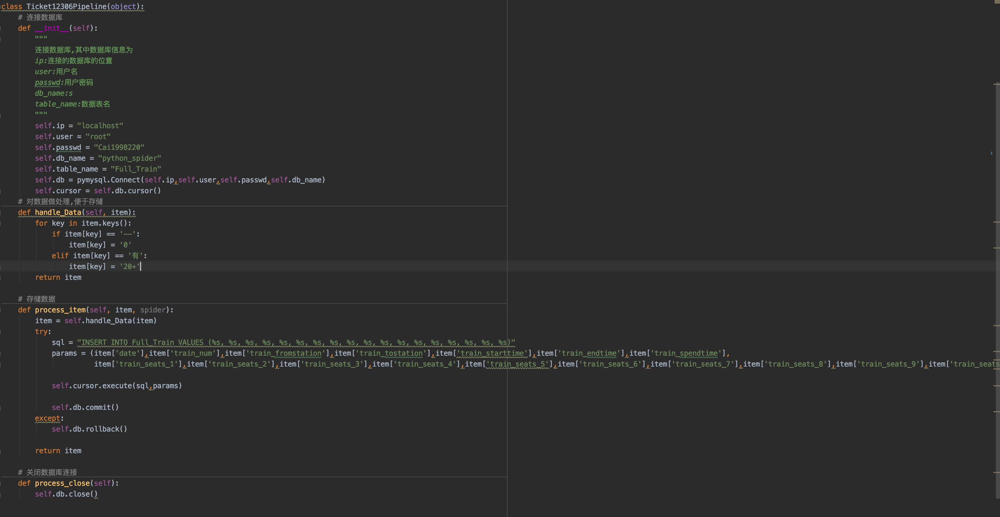 class Ticket12306Pipeline(object):
    # 连接数据库
    def __init__(self):
        """
        连接数据库,其中数据库信息为
        ip:连接的数据库的位置
        user:用户名
        passwd:用户密码
        db_name:s
        table_name:数据表名
        """
        self.ip = "localhost"
        self.user = "root"
        self.passwd = "Cai1998220"
        self.db_name = "python_spider"
        self.table_name = "Full_Train"
        self.db = pymysql.Connect(self.ip,self.user,self.passwd,self.db_name)
        self.cursor = self.db.cursor()
    # 对数据做处理,便于存储
    def handle_Data(self, item):
        for key in item.keys():
            if item[key] == '--':
                item[key] = '0'
            elif item[key] == '有':
                item[key] = '20+'
        return item
    # 存储数据
    def process_item(self, item, spider):
        item = self.handle_Data(item)
        try:
            sql = "INSERT INTO Full_Train VALUES (%s, %s, %s, %s, %s, %s, %s, %s, %s, %s, %s, %s, %s, %s, %s, %s, %s, %s)"
            params = (item['date'],item['train_num'],item['train_fromstation'],item['train_tostation'],item['train_starttime'],item['train_endtime'],item['train_spendtime'],
                      item['train_seats_1'],item['train_seats_2'],item['train_seats_3'],item['train_seats_4'],item['train_seats_5'],item['train_seats_6'],item['train_seats_7'],item['train_seats_8'],item['train_seats_9'],item['train_seats
            self.cursor.execute(sql,params)
            self.db.commit()
        except:
            self.db.rollback()
        return item
    # 关闭数据库连接
    def process_close(self):
        self.db.close()